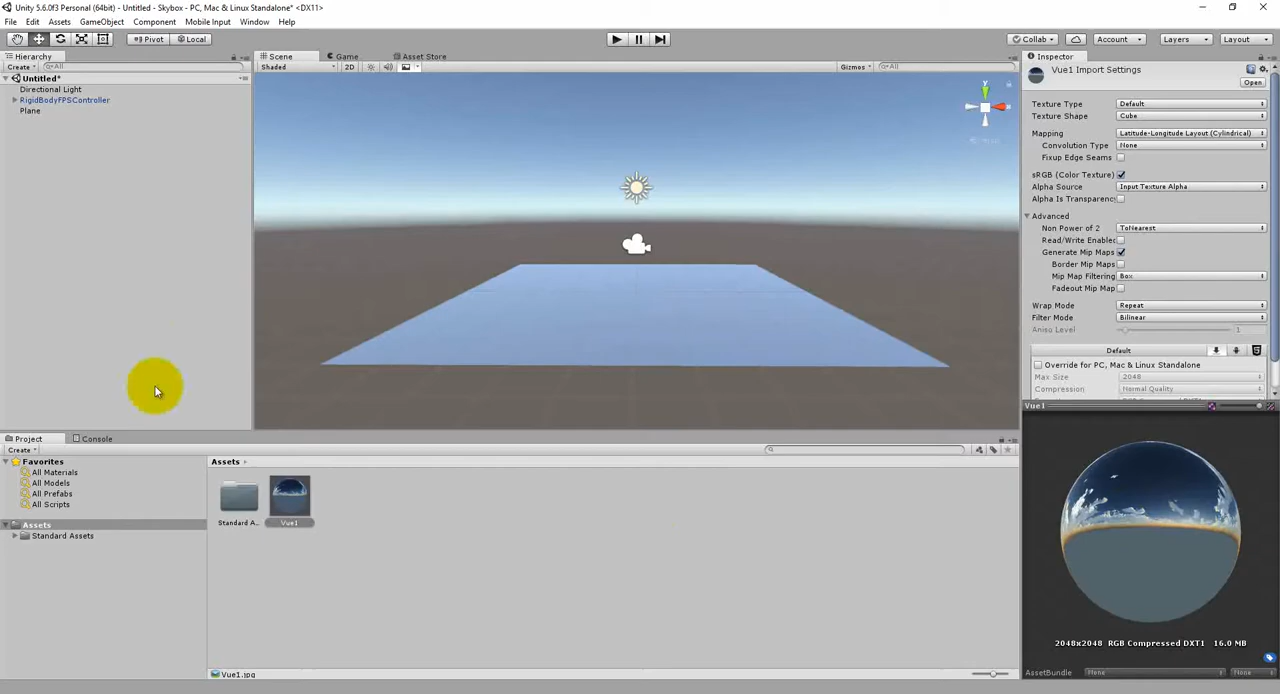 Unity 5.6.0f3 Personal (64bit) - Untitled - Skybox - PC, Mac & Linux Standalone* <DX11>
File Edit Assets GameObject Component Mobile Input Window Help
Pivot Local Collab Account Layers Layout
Hierarchy
Create All
Untitled*
Directional Light
RigidBodyFPSController
Plane
Scene Game Asset Store
Shaded 2D Gizmos All
y
Inspector
Vue1 Import Settings
Open
Texture Type Default
Texture Shape Cube
Mapping Latitude-Longitude Layout (Cylindrical)
Convolution Type None
Fixup Edge Seams
sRGB (Color Texture)
Alpha Source Input Texture Alpha
Alpha Is Transparenc
Advanced
Non Power of 2 ToNearest
Read/Write Enablec
Generate Mip Maps
Border Mip Maps
Mip Map Filtering Box
Fadeout Mip Map
Wrap Mode Repeat
Filter Mode Bilinear
Aniso Level 1
Default
Override for PC, Mac & Linux Standalone
Max Size 2048
Compression Normal Quality
Vue1
2048x2048 RGB Compressed DXT1 16.0 MB
AssetBundle None None
Project Console
Create
Favorites
All Materials
All Models
All Prefabs
All Scripts
Assets
Standard Assets
Assets
Standard A...
Vue1
Vue1.jpg